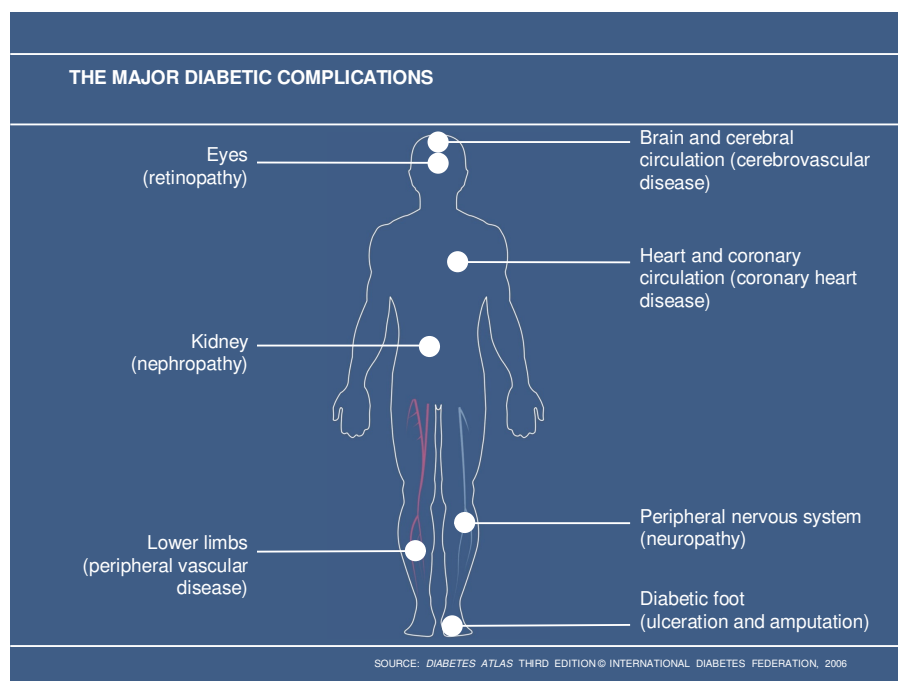 THE MAJOR DIABETIC COMPLICATIONS
Eyes
(retinopathy)
Brain and cerebral
circulation (cerebrovascular
disease)
Heart and coronary
circulation (coronary heart
disease)
Kidney
(nephropathy)
Peripheral nervous system
(neuropathy)
Lower limbs
(peripheral vascular
disease)
Diabetic foot
(ulceration and amputation)
SOURCE: DIABETES ATLAS THIRD EDITION © INTERNATIONAL DIABETES FEDERATION, 2006